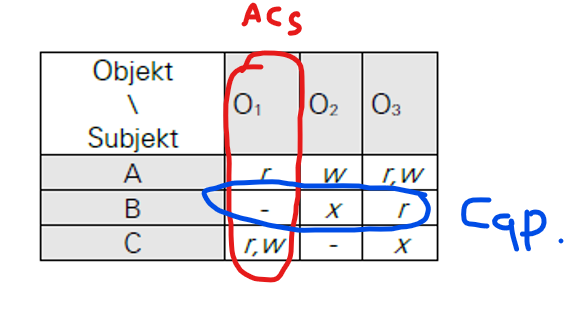 ACs
Objekt
\
Subjekt
O₁ O₂ O₃
A r w r,w
B - x r
Cap.
C r,w - x